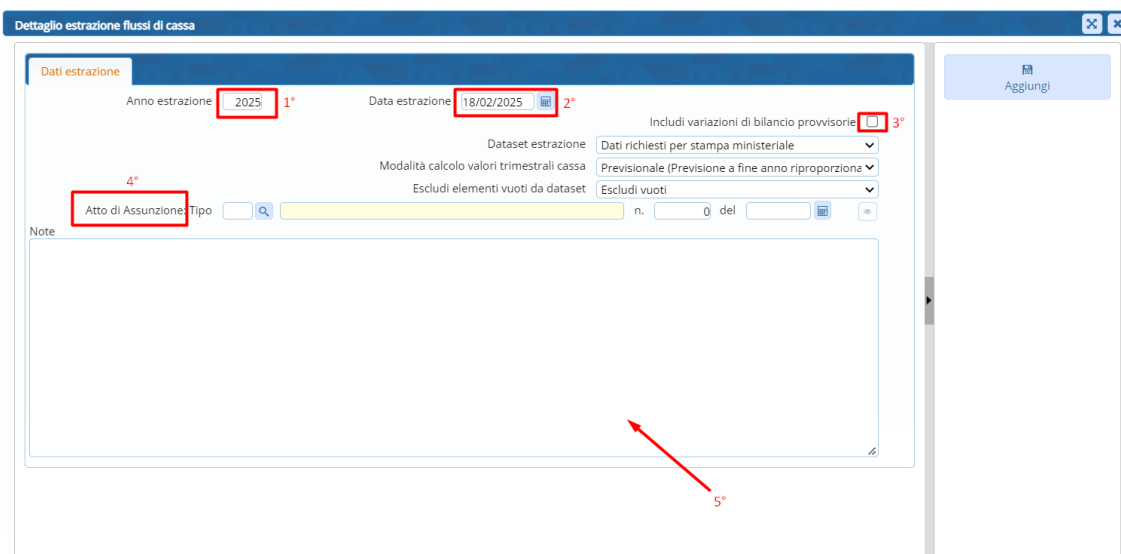 Dettaglio estrazione flussi di cassa
Dati estrazione
Aggiungi
Anno estrazione 2025 1° Data estrazione 18/02/2025 2°
Includi variazioni di bilancio provvisorie 3°
Dataset estrazione Dati richiesti per stampa ministeriale
Modalità calcolo valori trimestrali cassa Previsionale (Previsione a fine anno riproporziona
4°
Escludi elementi vuoti da dataset Escludi vuoti
Atto di Assunzione: Tipo n. 0 del
Note
5°